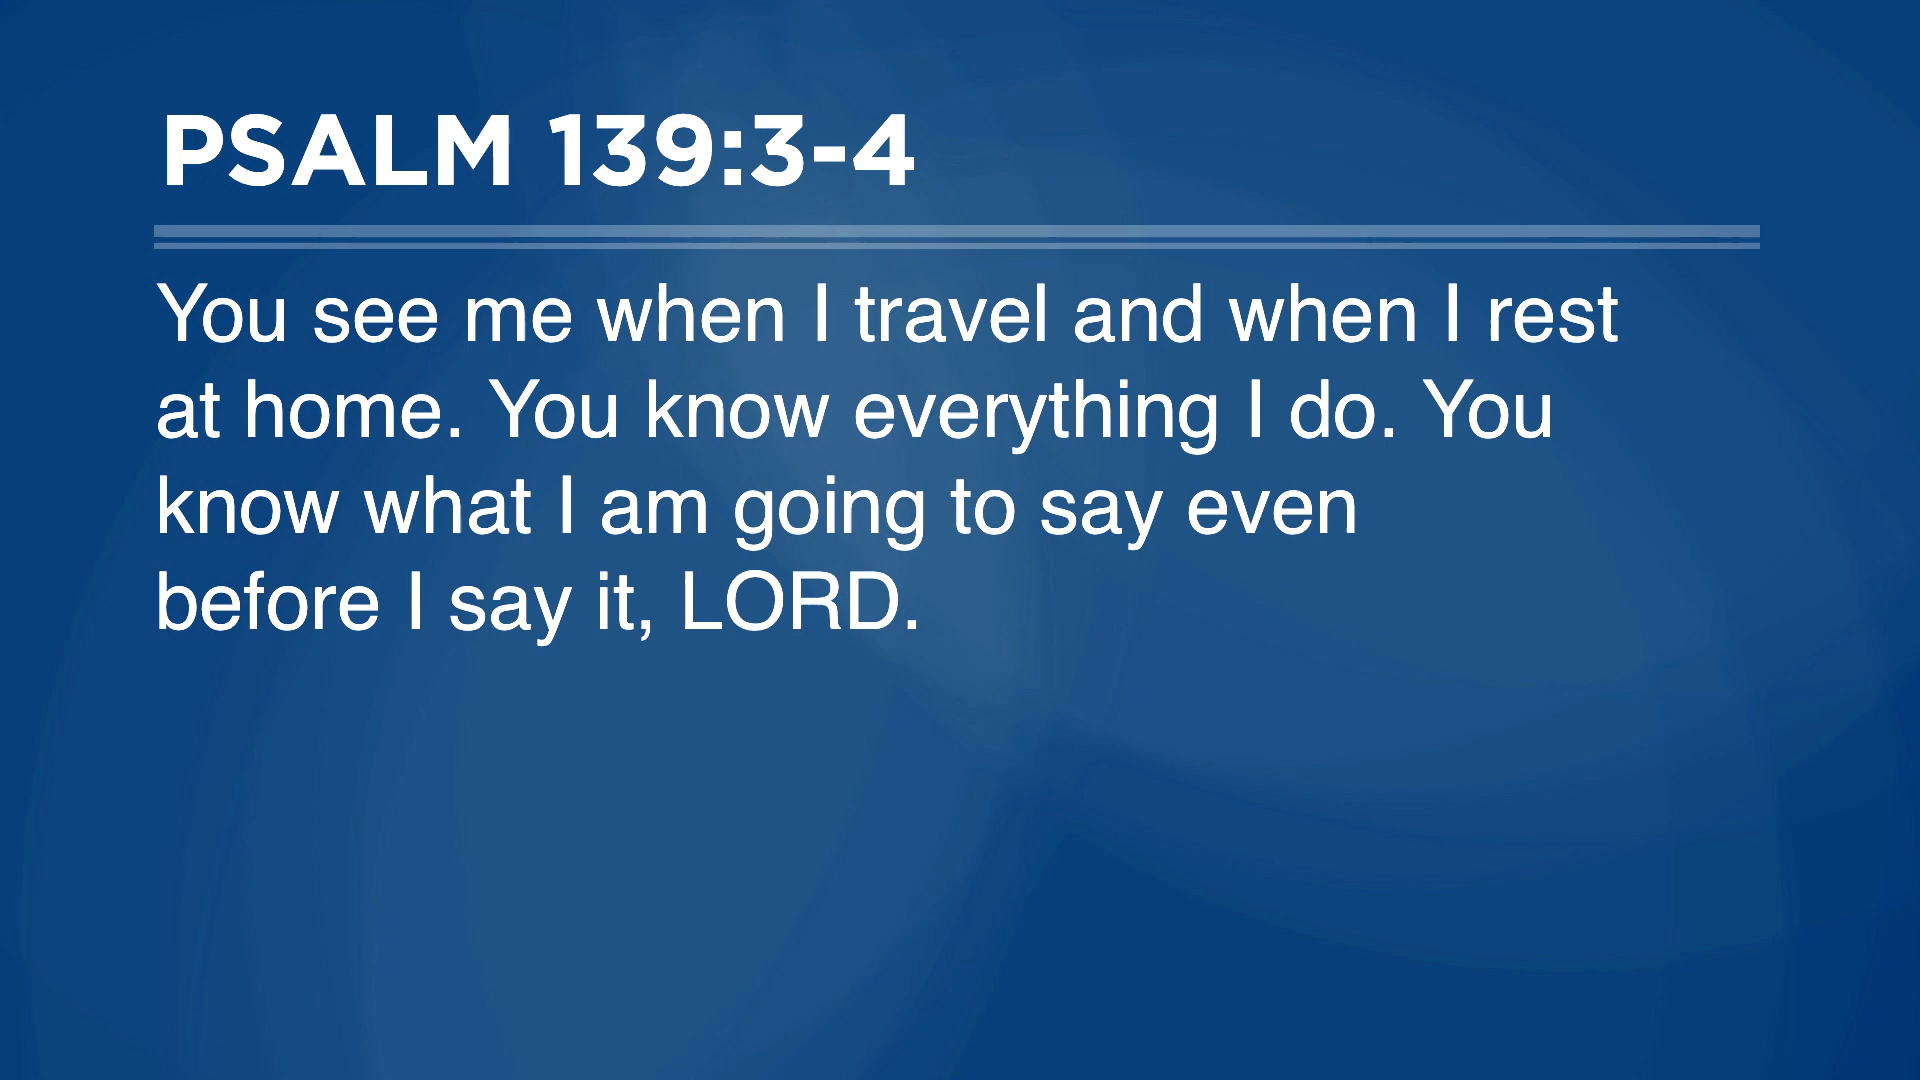 PSALM 139:3-4
You see me when I travel and when I rest
at home. You know everything I do. You
know what I am going to say even
before I say it, LORD.